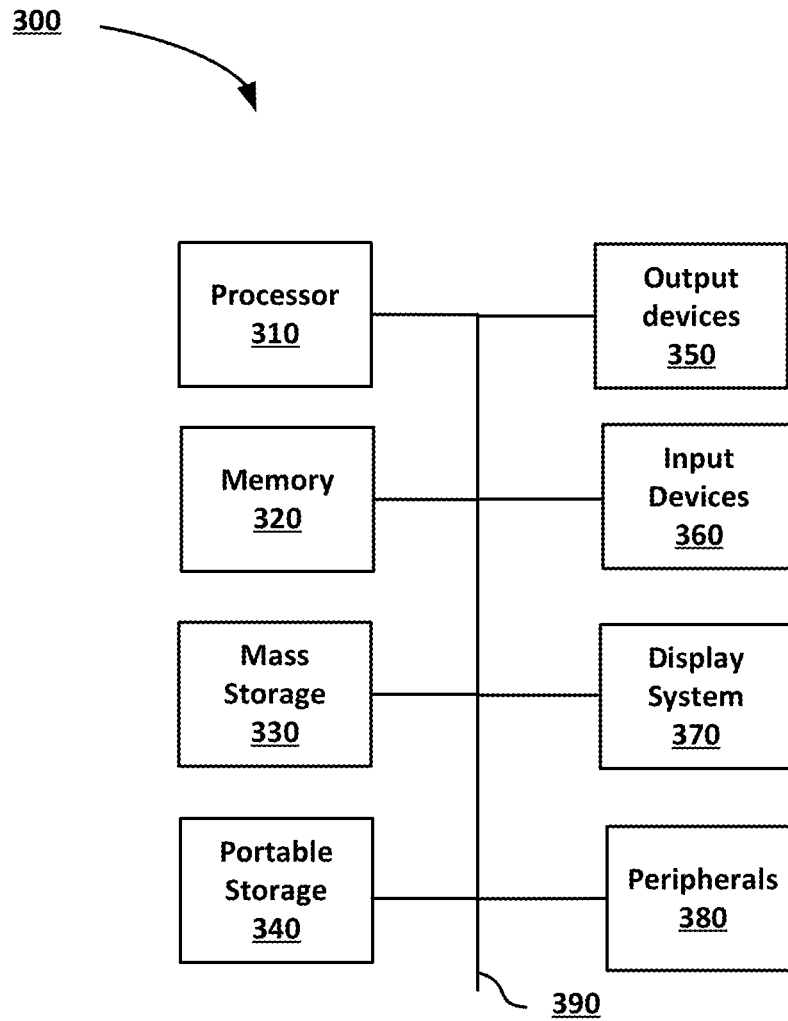 300
Processor
310
Output
devices
350
Memory
320
Input
Devices
360
Mass
Storage
330
Display
System
370
Portable
Storage
340
Peripherals
380
390